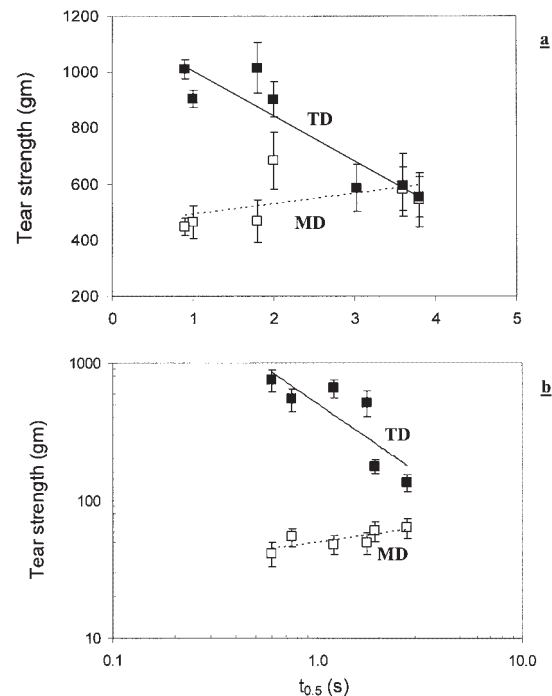 a
1200
1000
800
600
400
200
Tear strength (gm)
TD
MD
0 1 2 3 4 5
b
1000
100
10
Tear strength (gm)
TD
MD
0.1 1.0 10.0
t0.5 (s)